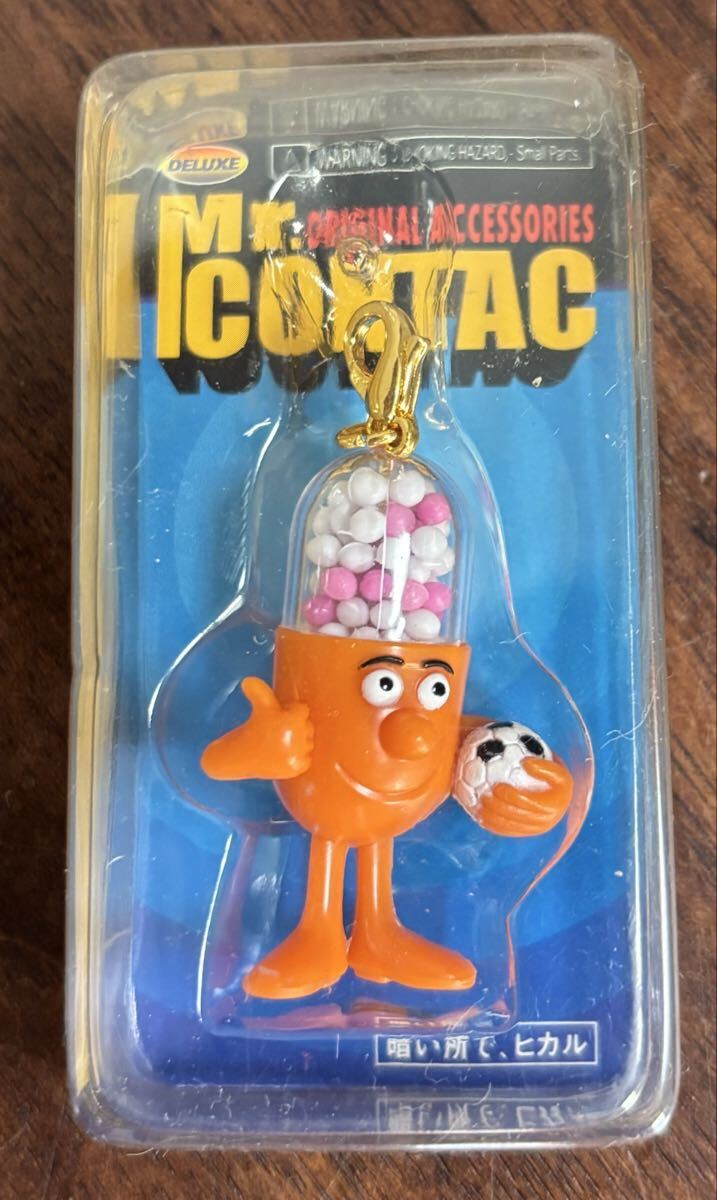 DELUXE
WARNING: CHOKING HAZARD,- Small Parts.
Mr. ORIGINAL ACCESSORIES
CONTAC
暗い所で、ヒカル